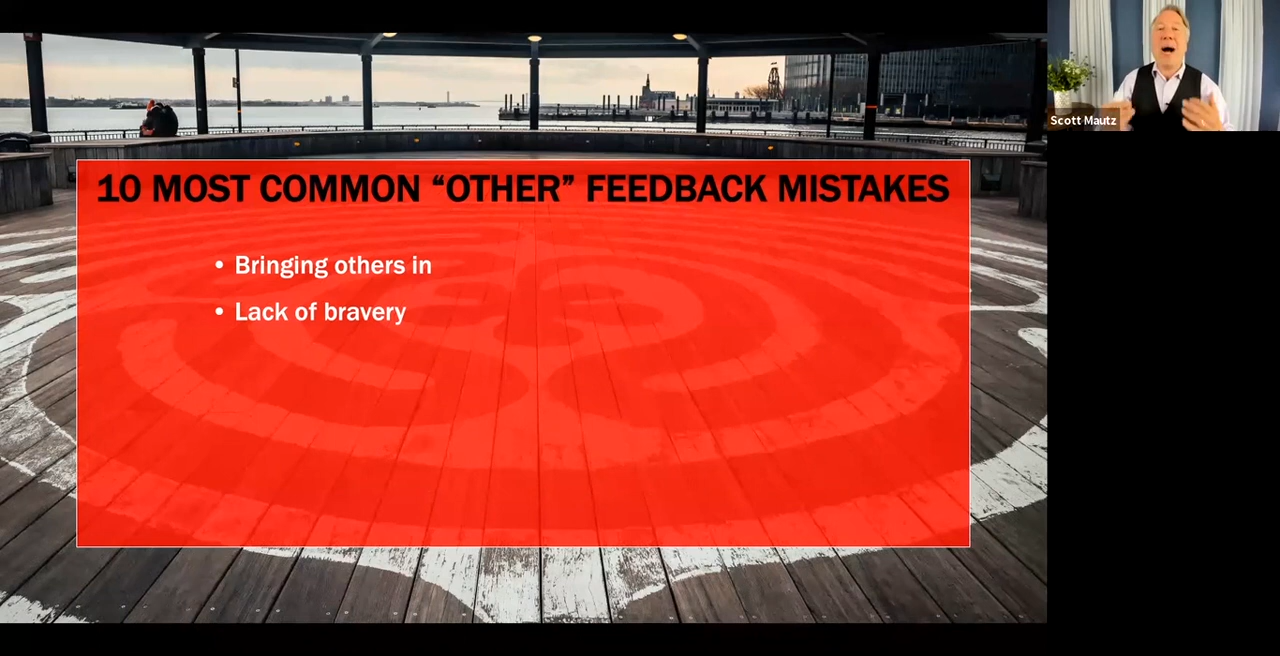 10 MOST COMMON “OTHER” FEEDBACK MISTAKES
• Bringing others in
• Lack of bravery
Scott Mautz